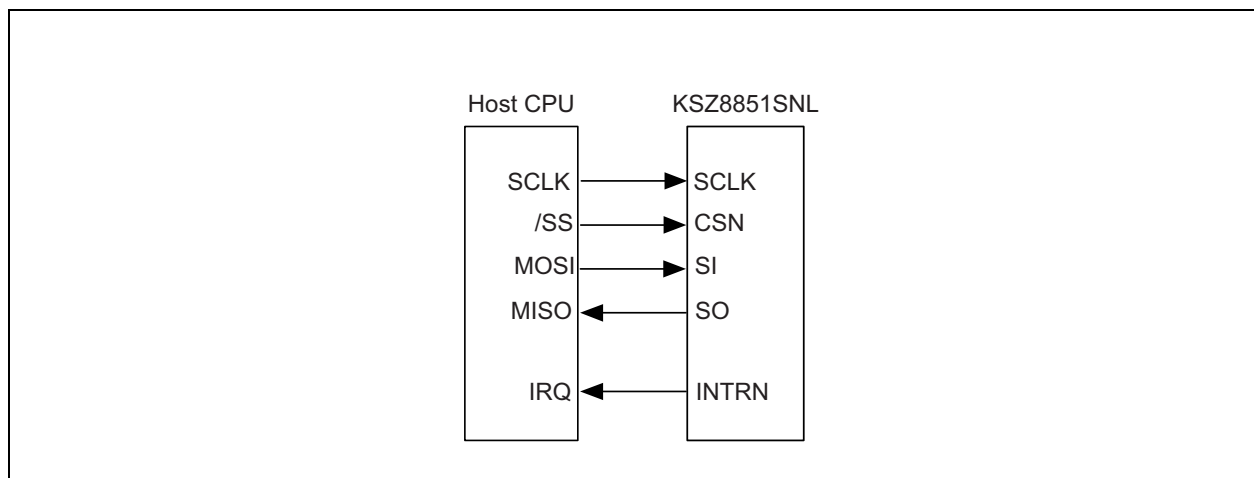 Host CPU KSZ8851SNL
SCLK SCLK
/SS CSN
MOSI SI
MISO SO
IRQ INTRN